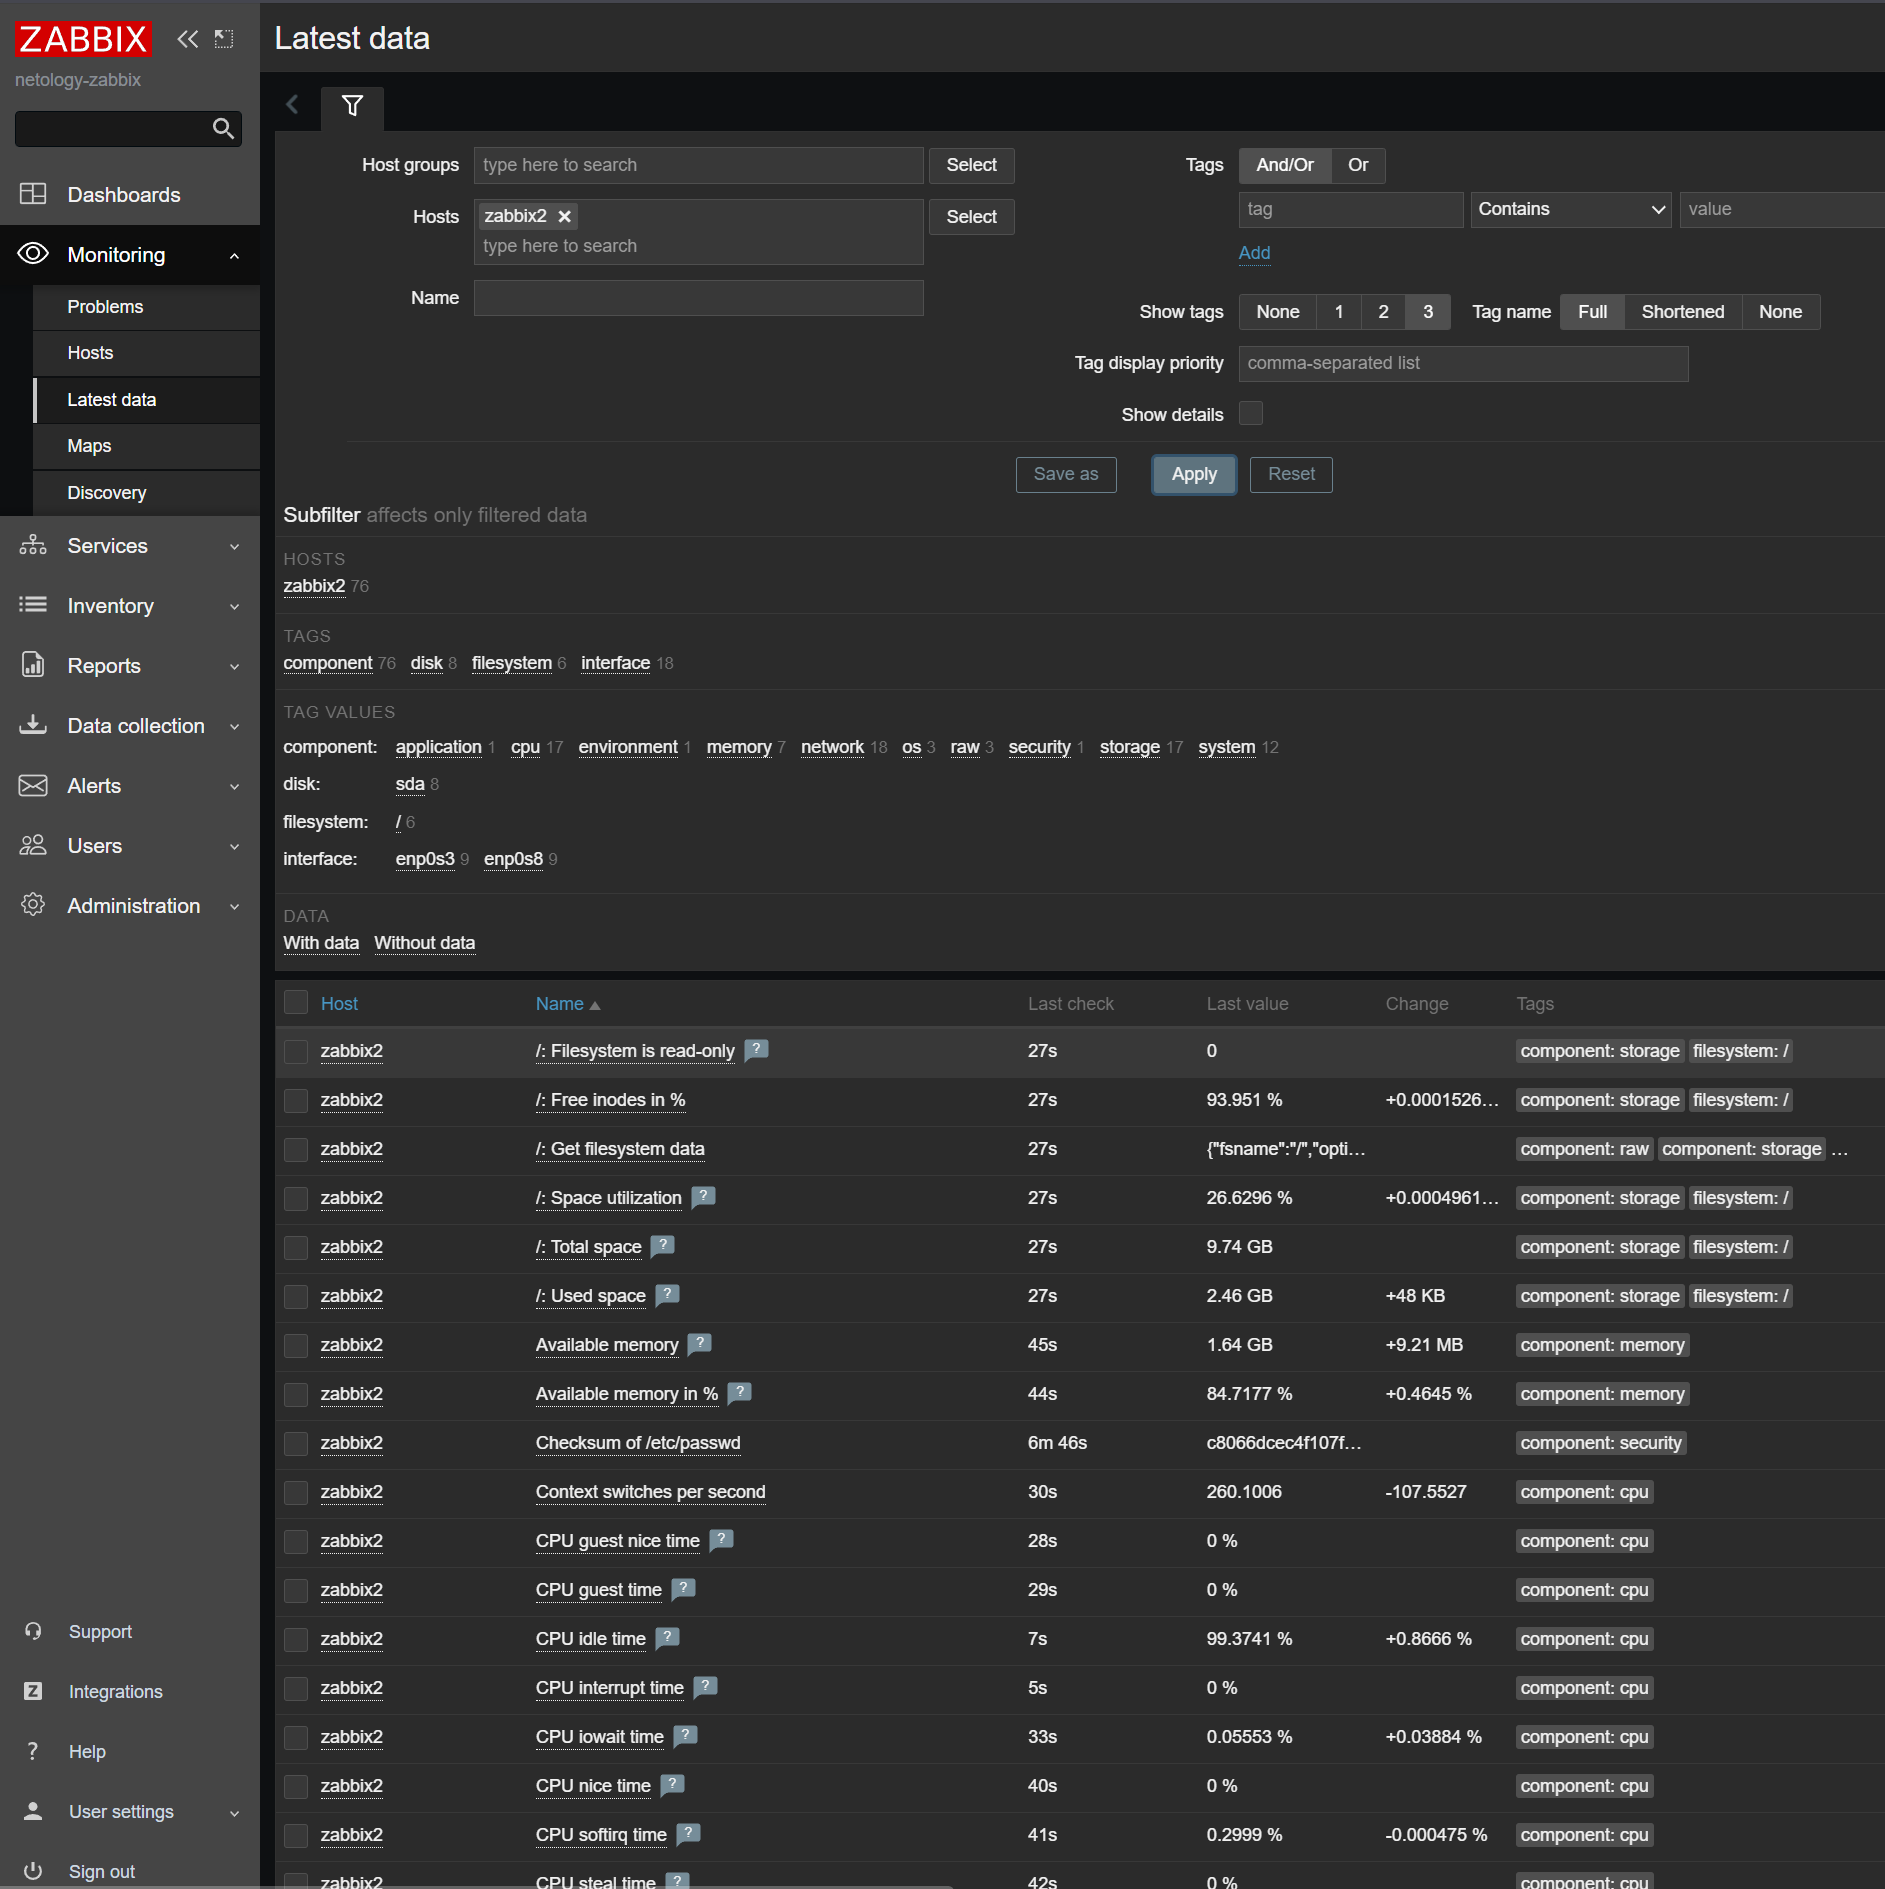 ZABBIX
netology-zabbix
Dashboards
Monitoring
Problems
Hosts
Latest data
Maps
Discovery
Services
Inventory
Reports
Data collection
Alerts
Users
Administration
Support
Z Integrations
? Help
User settings
Sign out
Latest data
Host groups type here to search Select
Hosts zabbix2 Select
type here to search
Name
Tags And/Or Or
tag Contains value
Add
Show tags None 1 2 3 Tag name Full Shortened None
Tag display priority comma-separated list
Show details
Save as Apply Reset
Subfilter affects only filtered data
HOSTS
zabbix2 76
TAGS
component 76 disk 8 filesystem 6 interface 18
TAG VALUES
component: application 1 cpu 17 environment 1 memory 7 network 18 os 3 raw 3 security 1 storage 17 system 12
disk: sda 8
filesystem: / 6
interface: enp0s3 9 enp0s8 9
DATA
With data Without data
Host Name Last check Last value Change Tags
zabbix2 /: Filesystem is read-only ? 27s 0 component: storage filesystem: /
zabbix2 /: Free inodes in % 27s 93.951 % +0.0001526... component: storage filesystem: /
zabbix2 /: Get filesystem data 27s {"fsname":"/","opti... component: raw component: storage ...
zabbix2 /: Space utilization ? 27s 26.6296 % +0.0004961... component: storage filesystem: /
zabbix2 /: Total space ? 27s 9.74 GB component: storage filesystem: /
zabbix2 /: Used space ? 27s 2.46 GB +48 KB component: storage filesystem: /
zabbix2 Available memory ? 45s 1.64 GB +9.21 MB component: memory
zabbix2 Available memory in % ? 44s 84.7177 % +0.4645 % component: memory
zabbix2 Checksum of /etc/passwd 6m 46s c8066dcec4f107f... component: security
zabbix2 Context switches per second 30s 260.1006 -107.5527 component: cpu
zabbix2 CPU guest nice time ? 28s 0 % component: cpu
zabbix2 CPU guest time ? 29s 0 % component: cpu
zabbix2 CPU idle time ? 7s 99.3741 % +0.8666 % component: cpu
zabbix2 CPU interrupt time ? 5s 0 % component: cpu
zabbix2 CPU iowait time ? 33s 0.05553 % +0.03884 % component: cpu
zabbix2 CPU nice time ? 40s 0 % component: cpu
zabbix2 CPU softirq time ? 41s 0.2999 % -0.000475 % component: cpu
zabbix2 CPU steal time ? 42s 0 % component: cpu